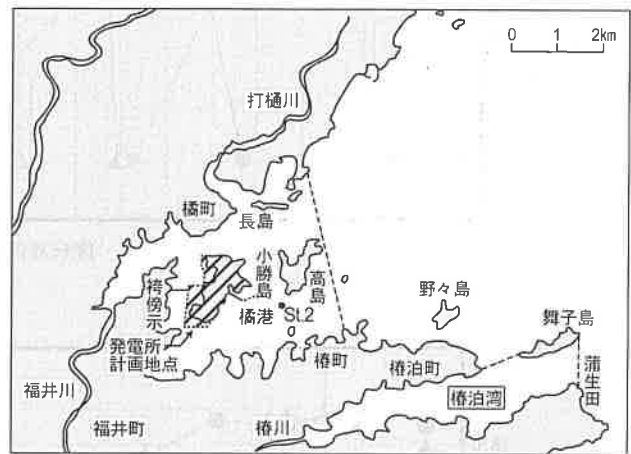 0 1 2km
打樋川
橘町
長島
小勝島
高島
袴傍示
橘港
St.2
野々島
舞子島
発電所
計画地点
椿町
椿泊町
蒲生田
福井川
椿泊湾
福井町
椿川